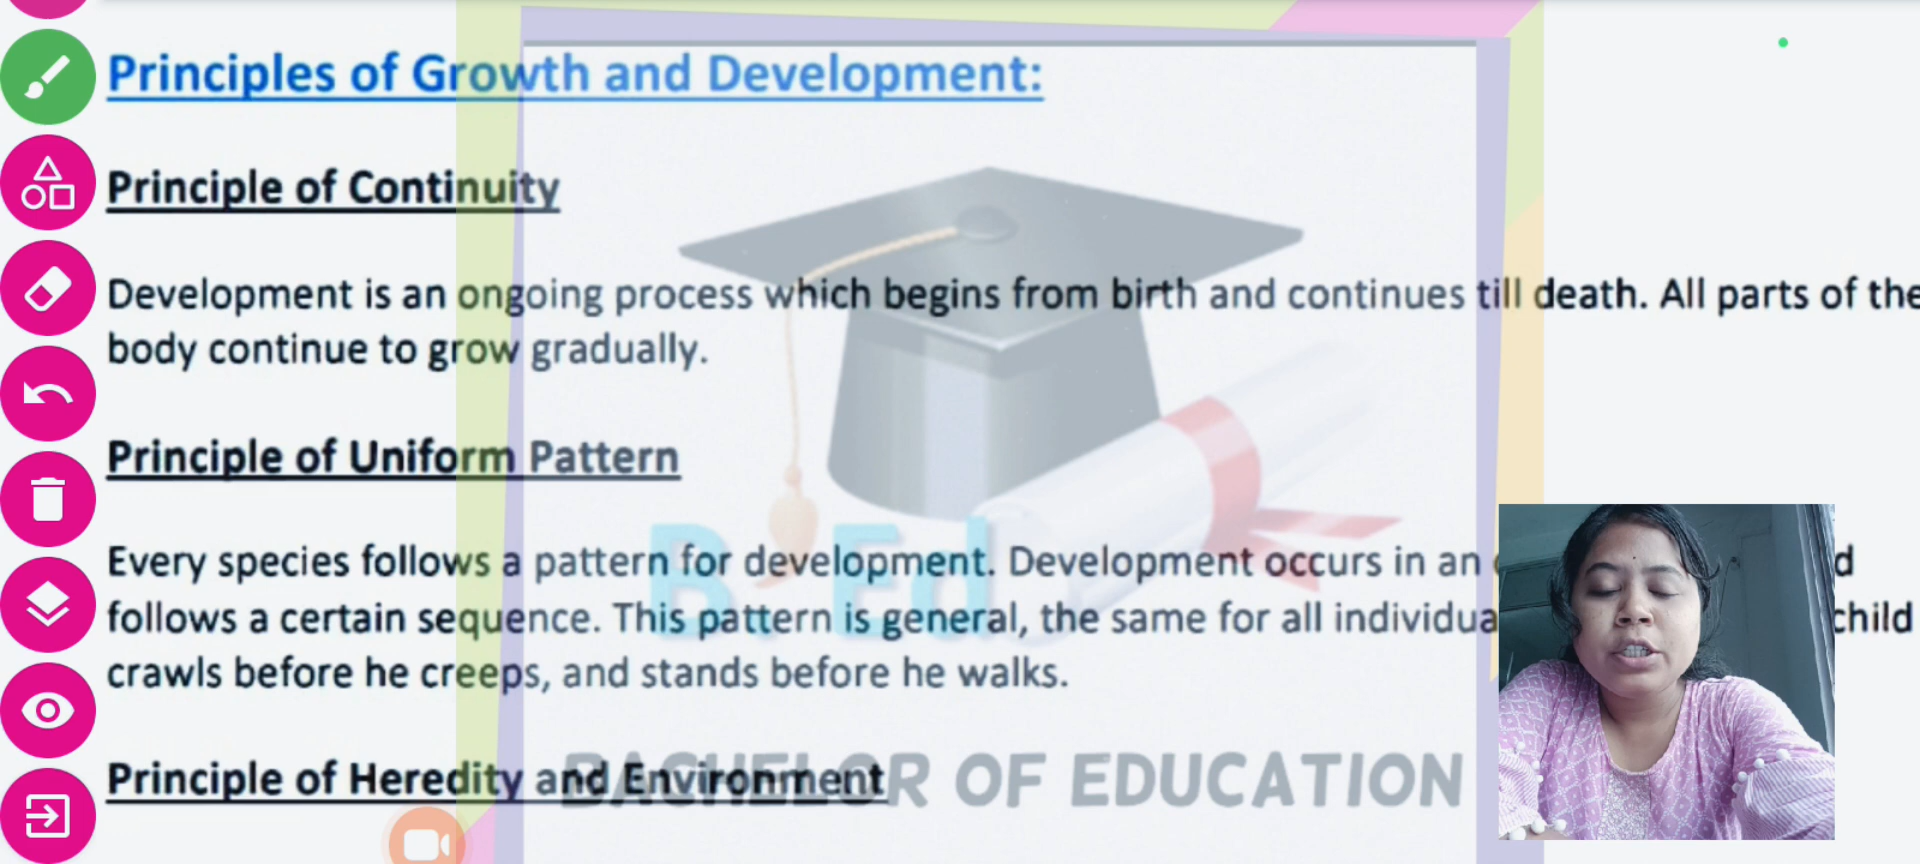 Principles of Growth and Development:
Principle of Continuity
Development is an ongoing process which begins from birth and continues till death. All parts of the
body continue to grow gradually.
Principle of Uniform Pattern
Every species follows a pattern for development. Development occurs in an
follows a certain sequence. This pattern is general, the same for all child
crawls before he creeps, and stands before he walks.
B.Ed
Principle of Heredity and Environment
BACHELOR OF EDUCATION